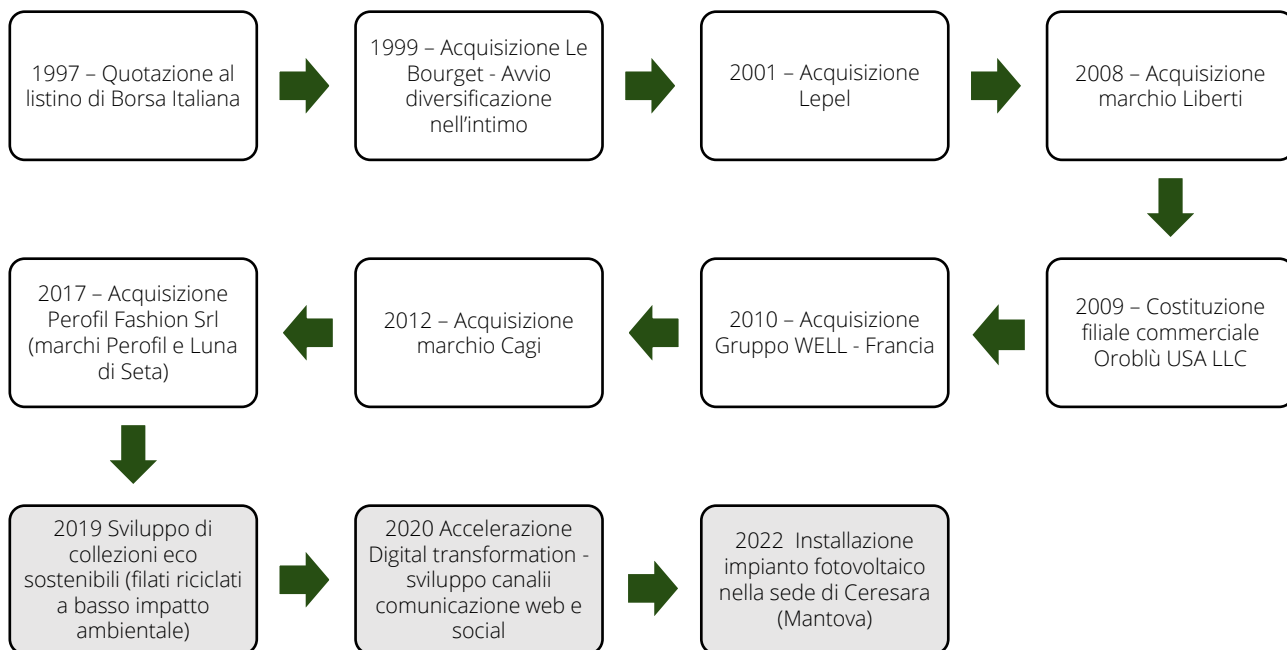 1997 – Quotazione al
listino di Borsa Italiana
1999 – Acquisizione Le
Bourget - Avvio
diversificazione
nell’intimo
2001 – Acquisizione
Lepel
2008 – Acquisizione
marchio Liberti
2009 – Costituzione
filiale commerciale
Oroblù USA LLC
2010 – Acquisizione
Gruppo WELL - Francia
2012 – Acquisizione
marchio Cagi
2017 – Acquisizione
Perofil Fashion Srl
(marchi Perofil e Luna
di Seta)
2019 Sviluppo di
collezioni eco
sostenibili (filati riciclati
a basso impatto
ambientale)
2020 Accelerazione
Digital transformation -
sviluppo canalii
comunicazione web e
social
2022  Installazione
impianto fotovoltaico
nella sede di Ceresara
(Mantova)